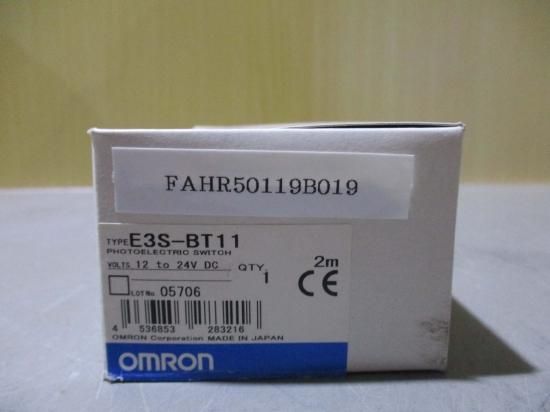 FAHR50119B019
TYPE E3S-BT11
PHOTOELECTRIC SWITCH
VOLTS 12 to 24V DC QTY 1
2m
CE
LOT No. 05706
4 536853 283216
OMRON Corporation MADE IN JAPAN
OMRON